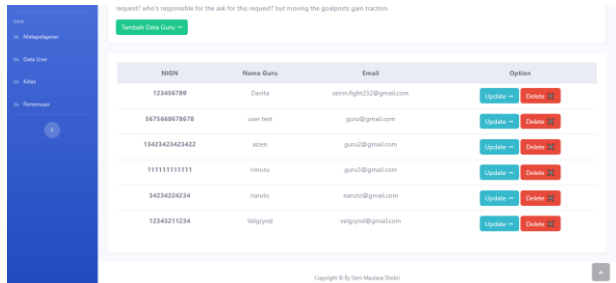 request? who's responsible for the ask for this request? but moving the goalposts gain traction.
Tambah Data Guru →
Matapelajaran
Data User
Kelas
Pertemuan
NIGN Nama Guru Email Option
123456789 Davita seirin.fight232@gmail.com Update → Delete
5675668678678 user test guru@gmail.com Update → Delete
13423423423422 aizen guru2@gmail.com Update → Delete
111111111111 rimuru guru3@gmail.com Update → Delete
34234224234 naruto naruto@gmail.com Update → Delete
12343211234 Velgrynd velgrynd@gmail.com Update → Delete
Copyright © By Deni Maulana Shobri